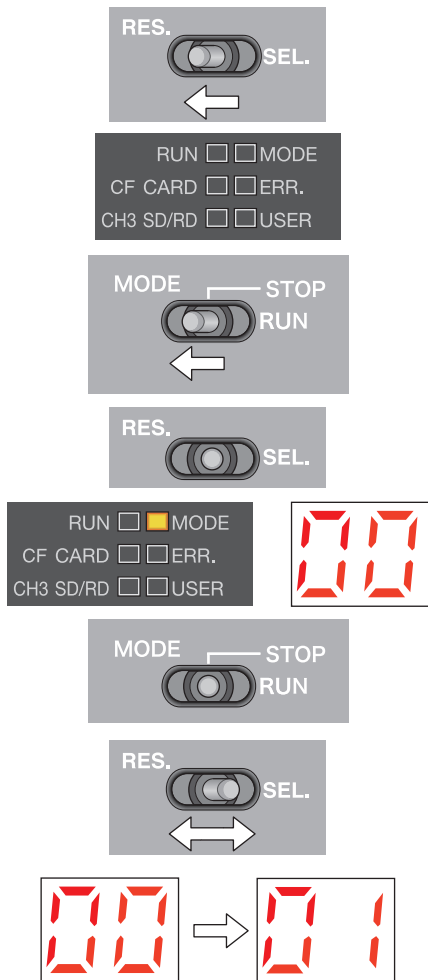 RES.
SEL.
RUN MODE
CF CARD ERR.
CH3 SD/RD USER
MODE STOP
RUN
RES.
SEL.
RUN MODE
CF CARD ERR.
CH3 SD/RD USER
00
MODE STOP
RUN
RES.
SEL.
00 01